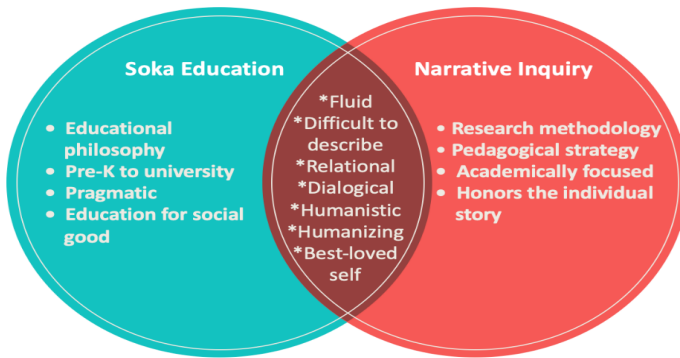 Soka Education
• Educational
philosophy
• Pre-K to university
• Pragmatic
• Education for social
good
*Fluid
*Difficult to
describe
*Relational
*Dialogical
*Humanistic
*Humanizing
*Best-loved
self
Narrative Inquiry
• Research methodology
• Pedagogical strategy
• Academically focused
• Honors the individual
story